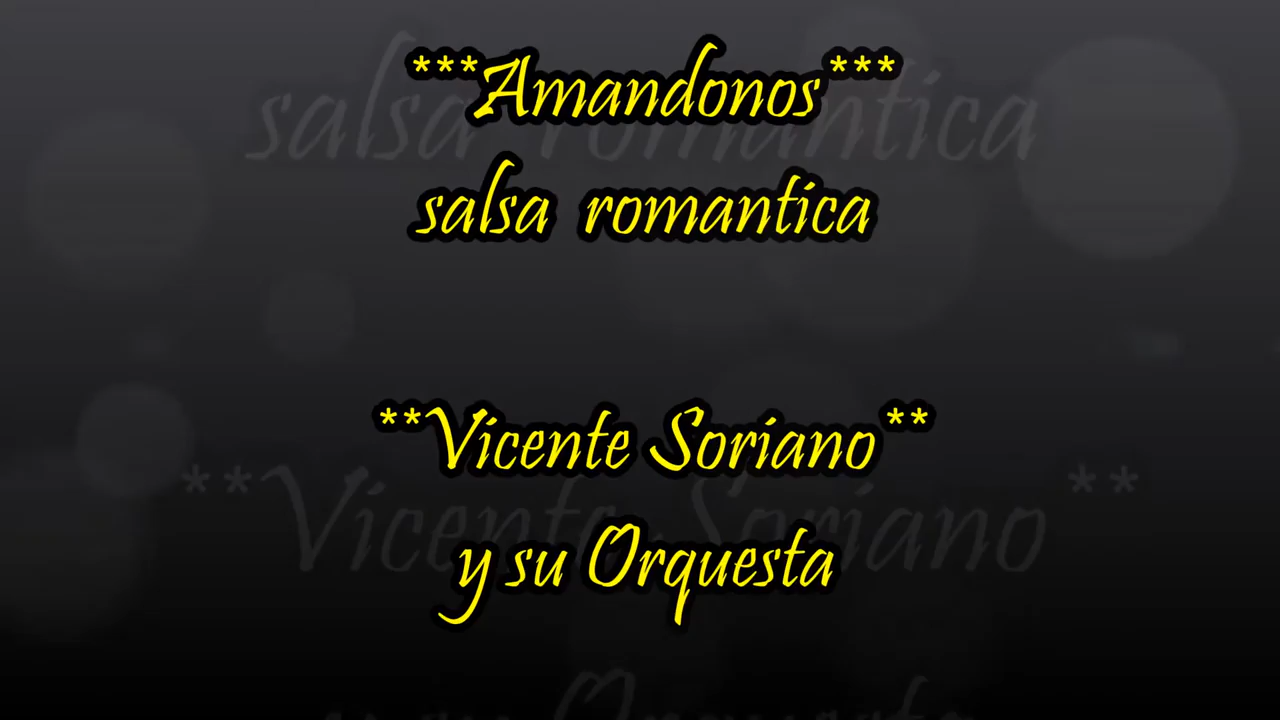 ***Amandonos***
salsa romantica
**Vicente Soriano**
y su Orquesta